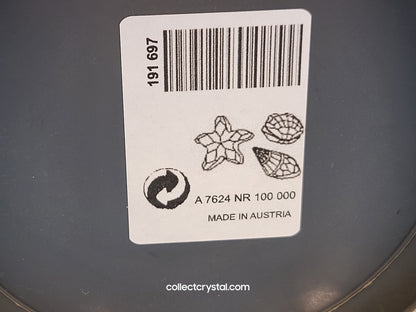 191 697
A 7624 NR 100 000
MADE IN AUSTRIA
collectcrystal.com